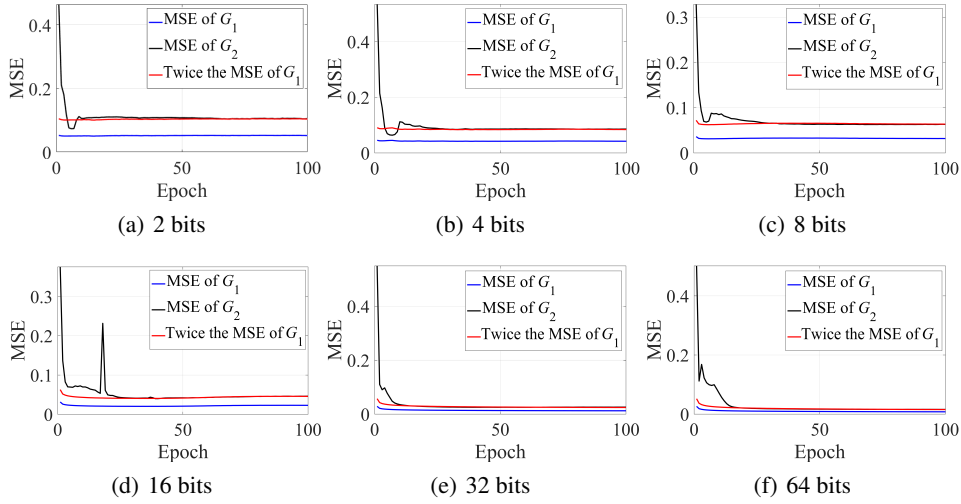 MSE
0.4
0.2
0
0
50
100
Epoch
MSE of G1
MSE of G2
Twice the MSE of G1
(a) 2 bits
MSE
0.4
0.2
0
0
50
100
Epoch
MSE of G1
MSE of G2
Twice the MSE of G1
(b) 4 bits
MSE
0.3
0.2
0.1
0
0
50
100
Epoch
MSE of G1
MSE of G2
Twice the MSE of G1
(c) 8 bits
MSE
0.3
0.2
0.1
0
0
50
100
Epoch
MSE of G1
MSE of G2
Twice the MSE of G1
(d) 16 bits
MSE
0.4
0.2
0
0
50
100
Epoch
MSE of G1
MSE of G2
Twice the MSE of G1
(e) 32 bits
MSE
0.4
0.2
0
0
50
100
Epoch
MSE of G1
MSE of G2
Twice the MSE of G1
(f) 64 bits